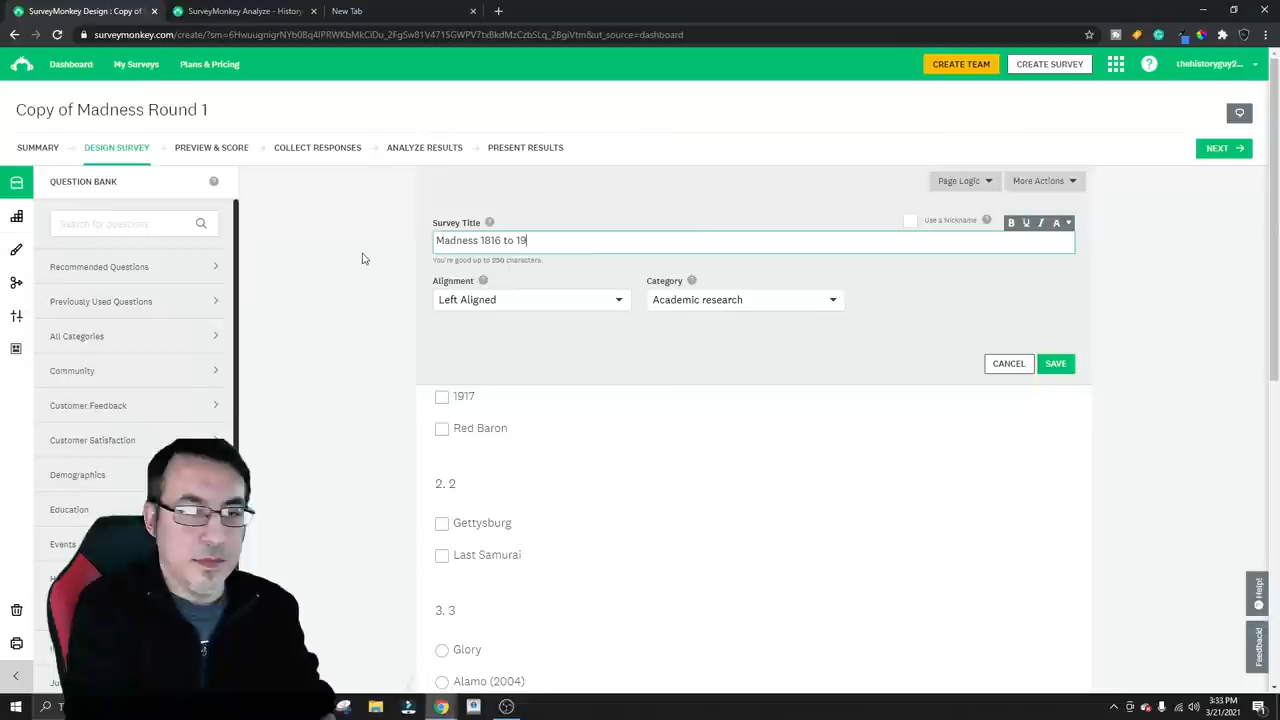 SurveyMonkey Design : Copy of
SurveyMonkey Analyze - History
New Tab
surveymonkey.com/create/?sm=6HwuugnigrNYb0Bq4IPRWKbMkCiDu_2FgSw81V4715GWPV7txBkdMzCzbSLq_2BgiVtm&ut_source=dashboard
Dashboard
My Surveys
Plans & Pricing
CREATE TEAM
CREATE SURVEY
thehistoryguy2...
Copy of Madness Round 1
SUMMARY
DESIGN SURVEY
PREVIEW & SCORE
COLLECT RESPONSES
ANALYZE RESULTS
PRESENT RESULTS
NEXT
QUESTION BANK
Search for questions
Recommended Questions
Previously Used Questions
All Categories
Community
Customer Feedback
Customer Satisfaction
Demographics
Education
Events
Page Logic
More Actions
Survey Title
Use a Nickname
B U I A
Madness 1816 to 19
You're good up to 250 characters.
Alignment
Category
Left Aligned
Academic research
CANCEL
SAVE
1917
Red Baron
2. 2
Gettysburg
Last Samurai
3. 3
Glory
Alamo (2004)
Help!
Feedback!
3:33 PM
3/21/2021